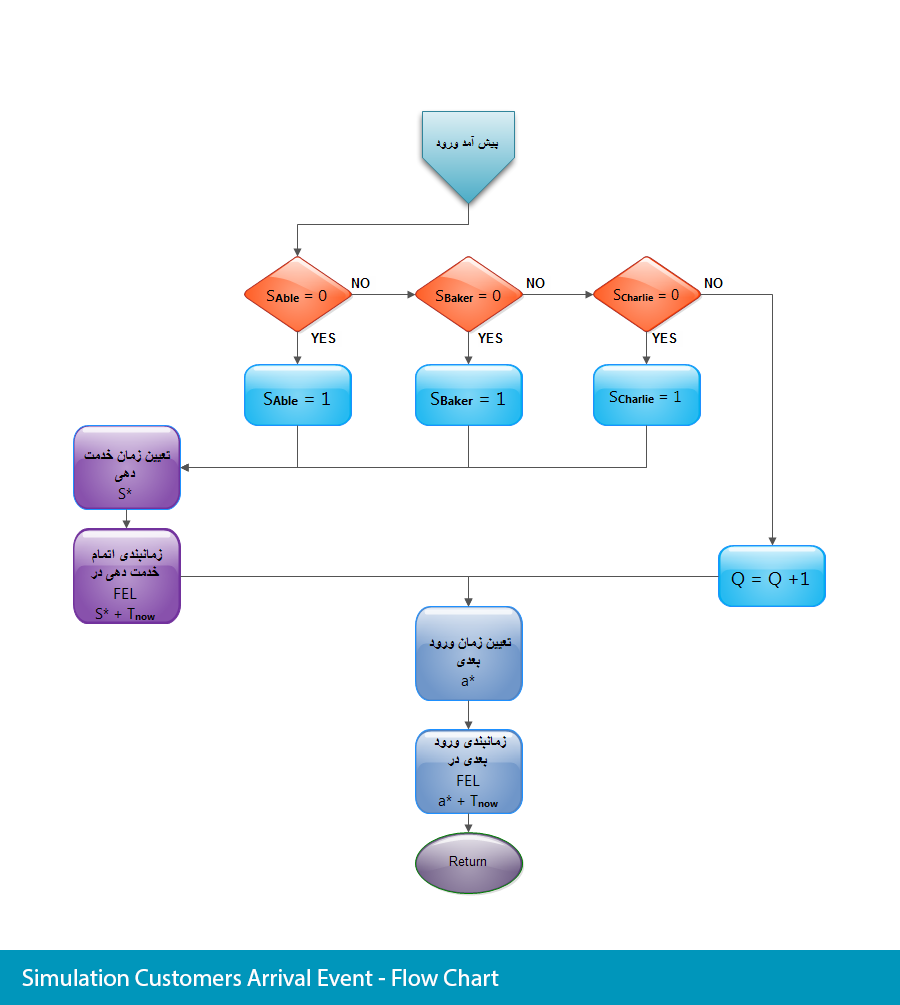 پیش آمد ورود
SAble = 0
NO
SBaker = 0
NO
SCharlie = 0
NO
YES
YES
YES
SAble = 1
SBaker = 1
SCharlie = 1
تعیین زمان خدمت
دهی
S*
زمانبندی اتمام
خدمت دهی در
FEL
S* + Tnow
Q = Q +1
تعیین زمان ورود
بعدی
a*
زمانبندی ورود
بعدی در
FEL
a* + Tnow
Return
Simulation Customers Arrival Event - Flow Chart